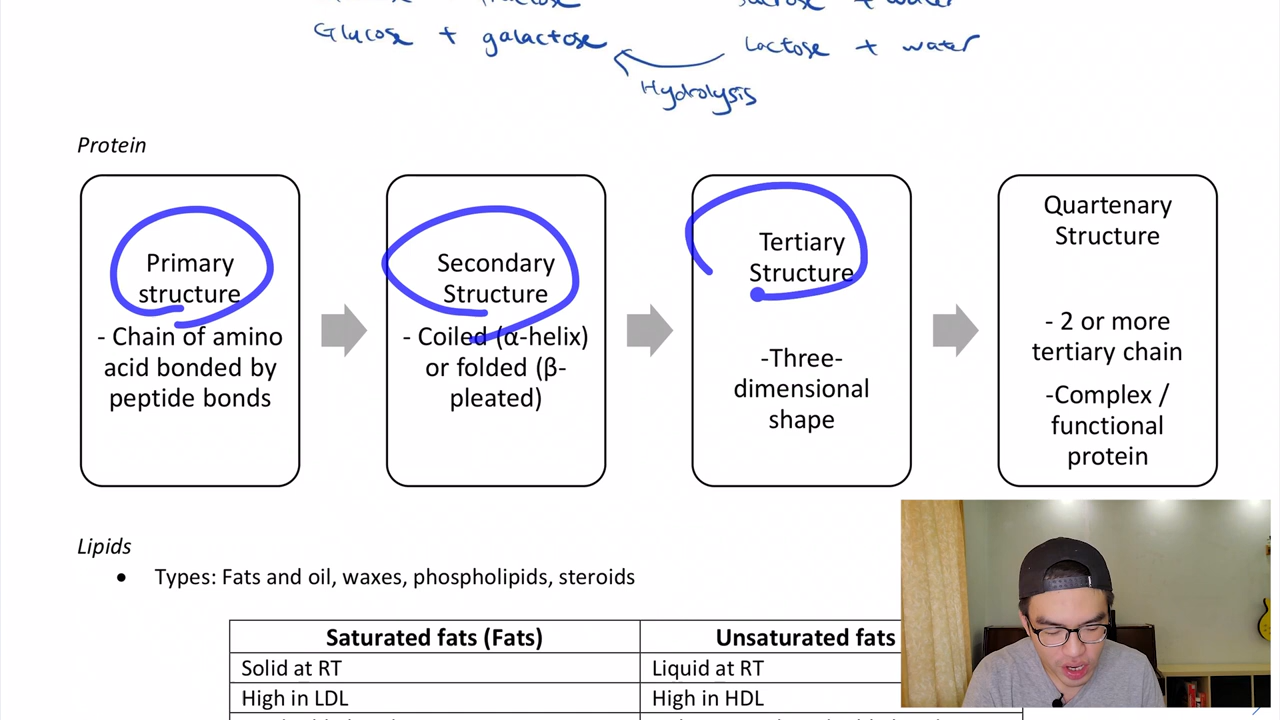 Glucose + galactose
Lactose + water
Hydrolysis
Protein
Primary
structure
- Chain of amino
acid bonded by
peptide bonds
Secondary
Structure
- Coiled (α-helix)
or folded (β-
pleated)
Tertiary
Structure
-Three-
dimensional
shape
Quartenary
Structure
- 2 or more
tertiary chain
-Complex /
functional
protein
Lipids
• Types: Fats and oil, waxes, phospholipids, steroids
Saturated fats (Fats)
Unsaturated fats
Solid at RT
Liquid at RT
High in LDL
High in HDL